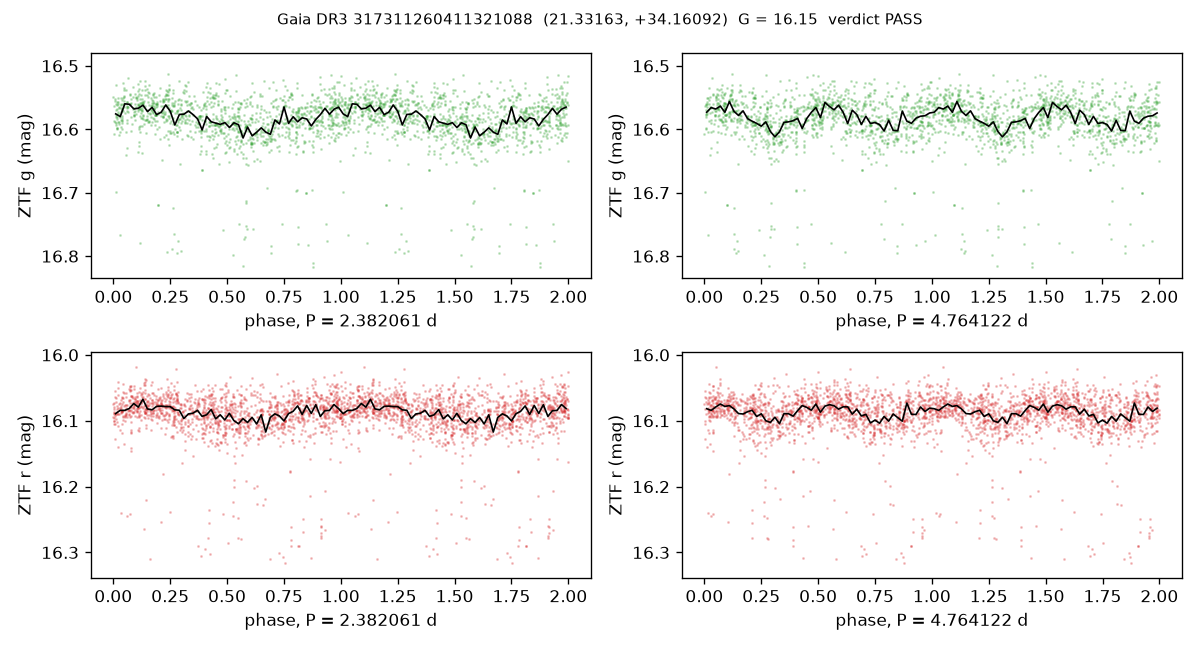 Gaia DR3 317311260411321088  (21.33163, +34.16092)  G = 16.15  verdict PASS
ZTF g (mag)
16.5
16.6
16.7
16.8
0.00 0.25 0.50 0.75 1.00 1.25 1.50 1.75 2.00
phase, P = 2.382061 d
ZTF g (mag)
16.5
16.6
16.7
16.8
0.00 0.25 0.50 0.75 1.00 1.25 1.50 1.75 2.00
phase, P = 4.764122 d
ZTF r (mag)
16.0
16.1
16.2
16.3
0.00 0.25 0.50 0.75 1.00 1.25 1.50 1.75 2.00
phase, P = 2.382061 d
ZTF r (mag)
16.0
16.1
16.2
16.3
0.00 0.25 0.50 0.75 1.00 1.25 1.50 1.75 2.00
phase, P = 4.764122 d